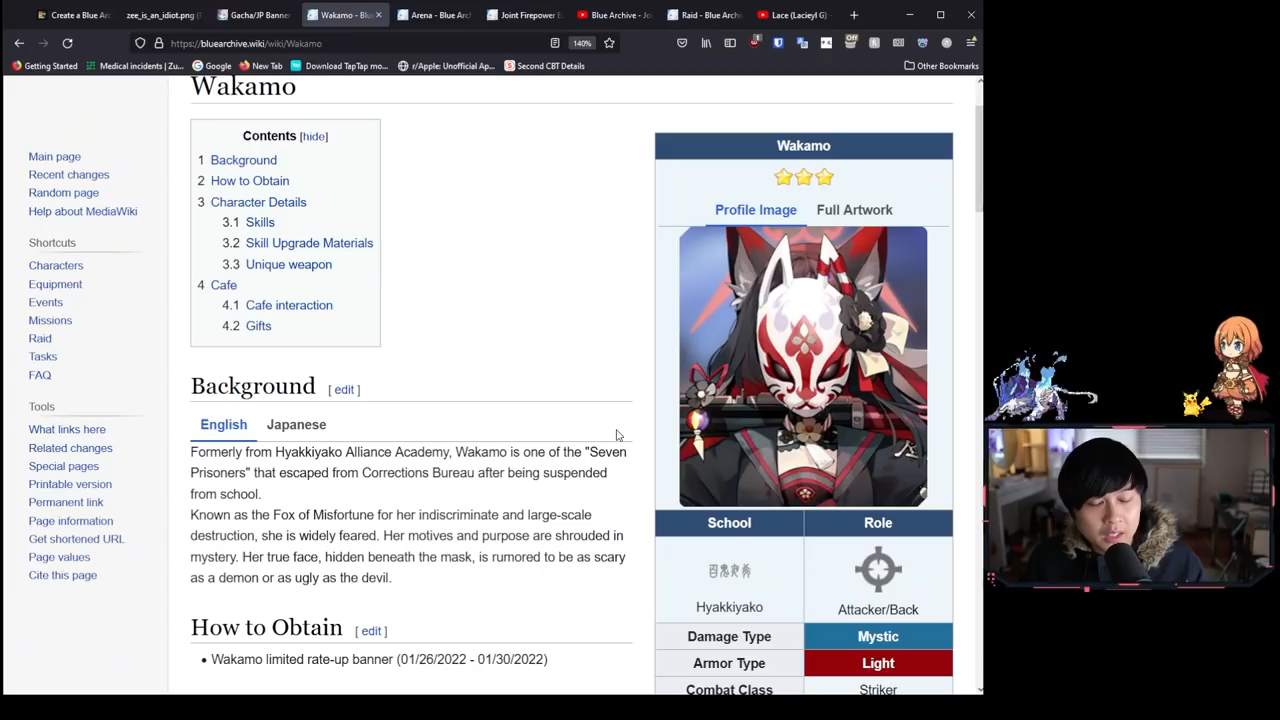 Create a Blue Arc
zee_is_an_idiot.png (
Gacha/JP Banner
Wakamo - Blu
Arena - Blue Arch
Joint Firepower E
Blue Archive - Jo
Raid - Blue Archi
Lace (Lacieyl G)
https://bluearchive.wiki/wiki/Wakamo
140%
Off
Getting Started
Medical incidents | Zu...
Google
New Tab
Download TapTap mo...
r/Apple: Unofficial Ap...
Second CBT Details
Other Bookmarks
Wakamo
Main page
Recent changes
Random page
Help about MediaWiki
Shortcuts
Characters
Equipment
Events
Missions
Raid
Tasks
FAQ
Tools
What links here
Related changes
Special pages
Printable version
Permanent link
Page information
Get shortened URL
Page values
Cite this page
Contents [hide]
1 Background
2 How to Obtain
3 Character Details
3.1 Skills
3.2 Skill Upgrade Materials
3.3 Unique weapon
4 Cafe
4.1 Cafe interaction
4.2 Gifts
Background [ edit ]
English Japanese
Formerly from Hyakkiyako Alliance Academy, Wakamo is one of the "Seven
Prisoners" that escaped from Corrections Bureau after being suspended
from school.
Known as the Fox of Misfortune for her indiscriminate and large-scale
destruction, she is widely feared. Her motives and purpose are shrouded in
mystery. Her true face, hidden beneath the mask, is rumored to be as scary
as a demon or as ugly as the devil.
How to Obtain [ edit ]
• Wakamo limited rate-up banner (01/26/2022 - 01/30/2022)
Wakamo
Profile Image Full Artwork
School Role
Hyakkiyako Attacker/Back
Damage Type Mystic
Armor Type Light
Combat Class Striker